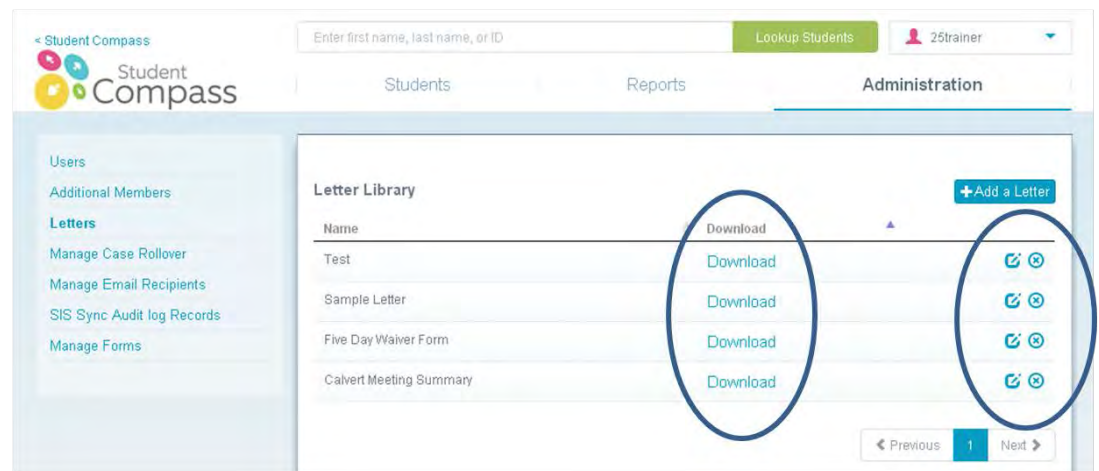 < Student Compass
Enter first name, last name, or ID
Lookup Students
25trainer
Student
Compass
Students
Reports
Administration
Users
Additional Members
Letters
Manage Case Rollover
Manage Email Recipients
SIS Sync Audit log Records
Manage Forms
Letter Library
+Add a Letter
Name Download
Test Download
Sample Letter Download
Five Day Waiver Form Download
Calvert Meeting Summary Download
Previous 1 Next